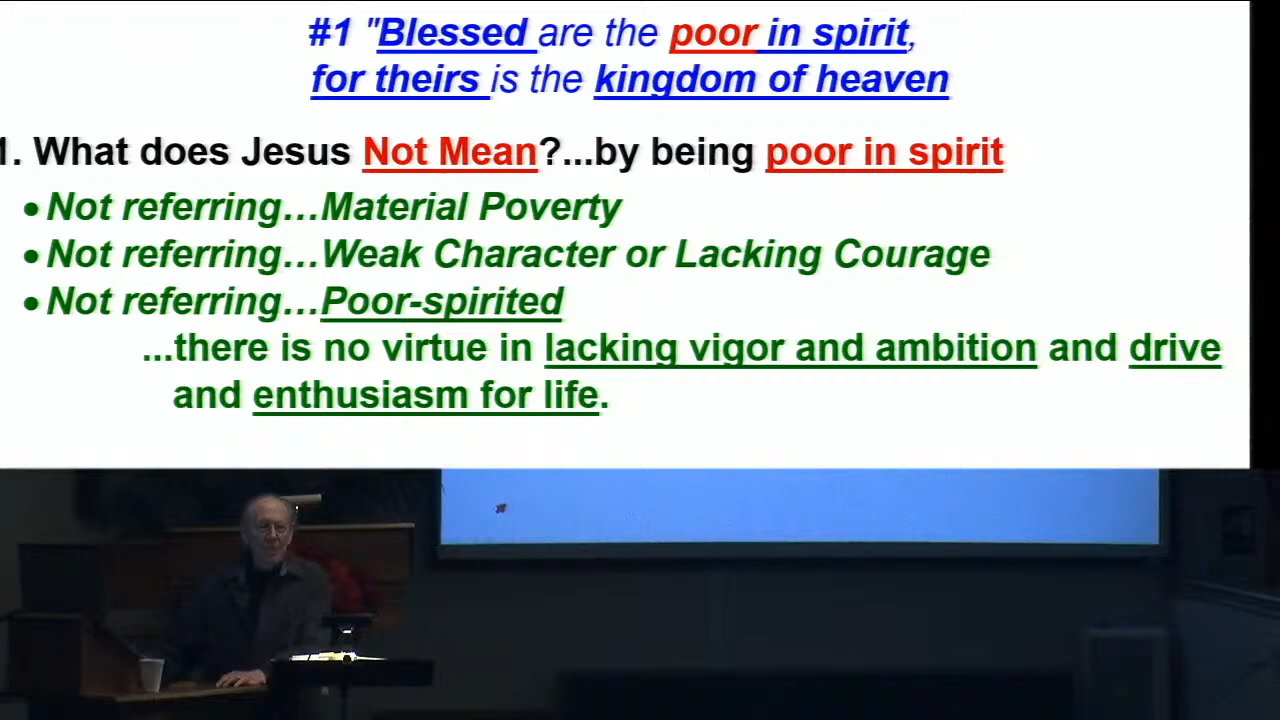 #1 "Blessed are the poor in spirit,
for theirs is the kingdom of heaven
1. What does Jesus Not Mean?...by being poor in spirit
• Not referring...Material Poverty
• Not referring...Weak Character or Lacking Courage
• Not referring...Poor-spirited
...there is no virtue in lacking vigor and ambition and drive
and enthusiasm for life.